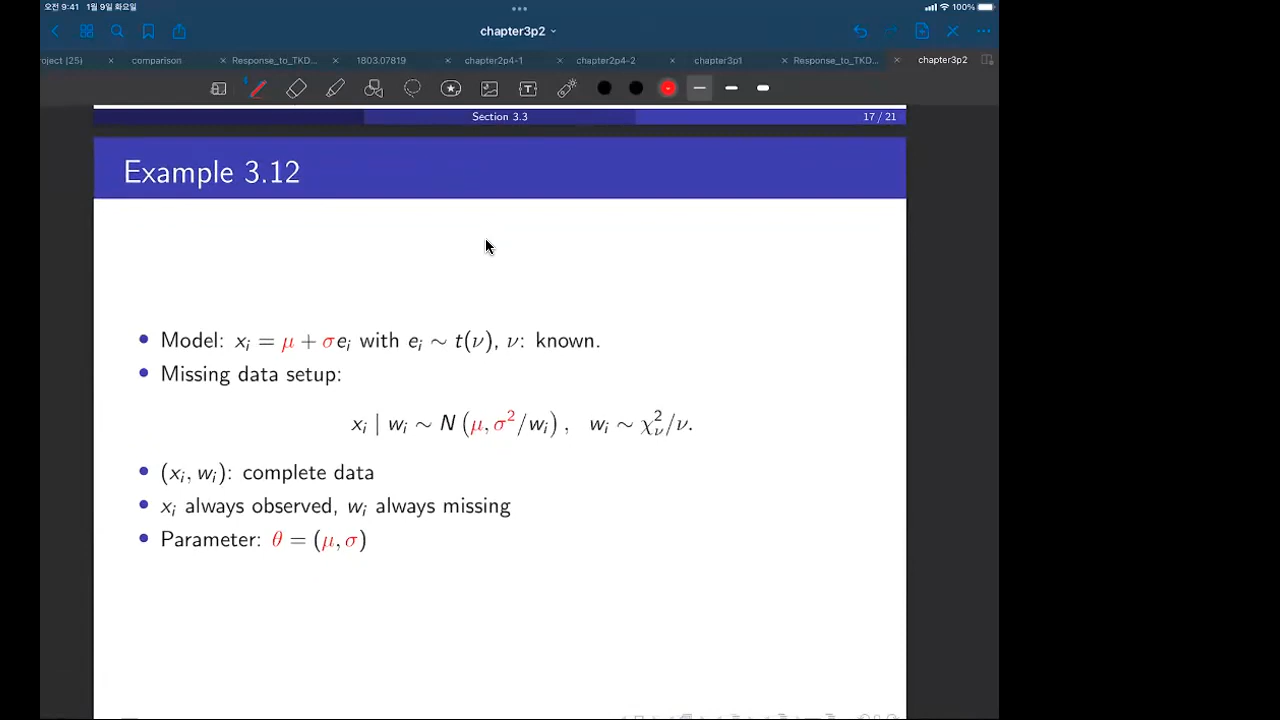 오전 9:41 1월 9일 화요일
100%
chapter3p2
roject (25) comparison Response_to_TKD... 1803.07819 chapter2p4-1 chapter2p4-2 chapter3p1 Response_to_TKD... chapter3p2
Section 3.3 17 / 21
Example 3.12
• Model: xᵢ = μ + σeᵢ with eᵢ ∼ t(ν), ν: known.
• Missing data setup:
xᵢ | wᵢ ∼ N (μ, σ²/wᵢ) , wᵢ ∼ χ²_ν/ν.
• (xᵢ, wᵢ): complete data
• xᵢ always observed, wᵢ always missing
• Parameter: θ = (μ, σ)